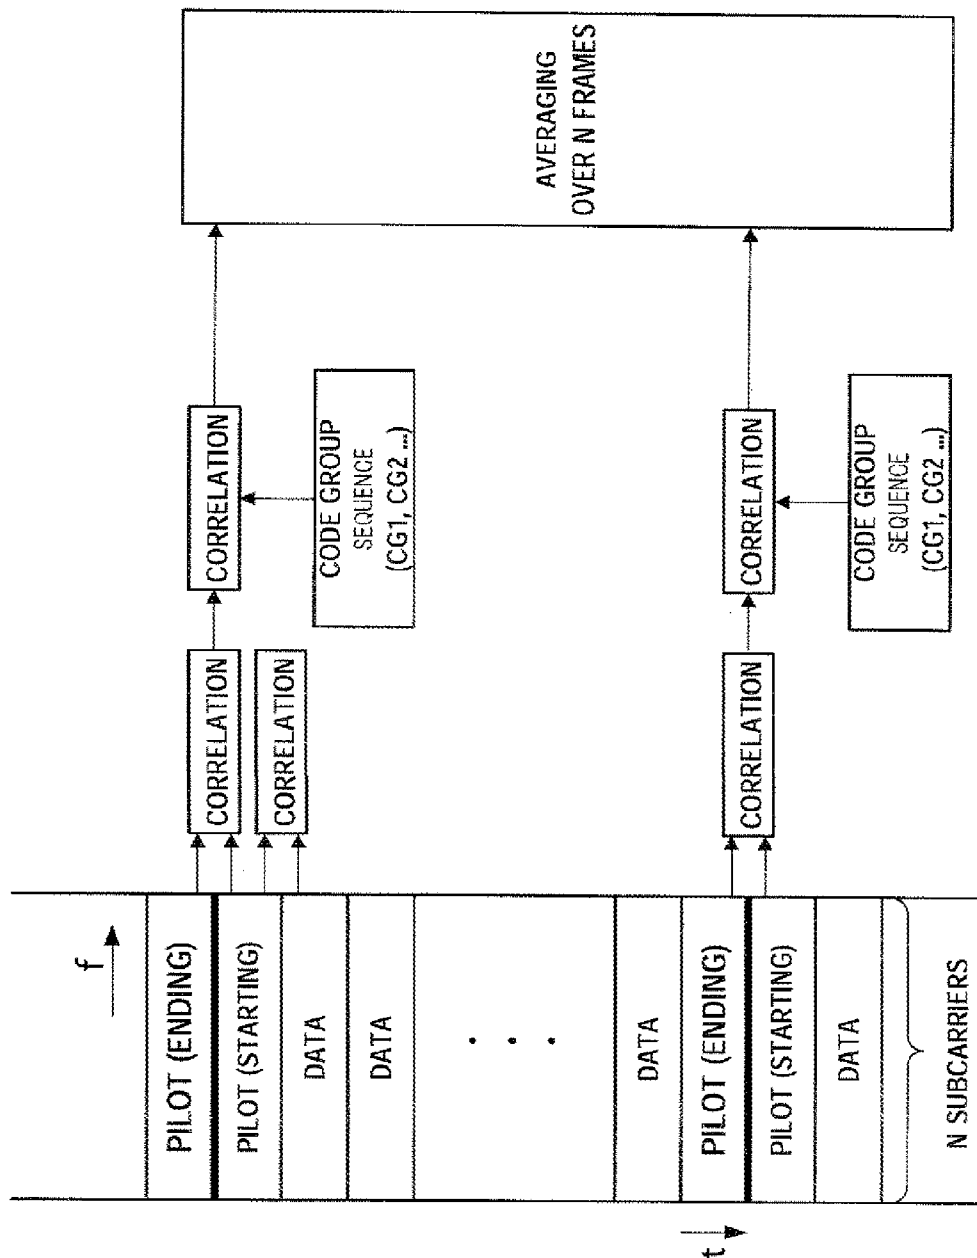 f
t
PILOT (ENDING)
PILOT (STARTING)
DATA
DATA
. . .
DATA
PILOT (ENDING)
PILOT (STARTING)
DATA
N SUBCARRIERS
CORRELATION
CORRELATION
CORRELATION
CORRELATION
CODE GROUP
SEQUENCE
(CG1, CG2 ...)
CORRELATION
CODE GROUP
SEQUENCE
(CG1, CG2 ...)
AVERAGING
OVER N FRAMES